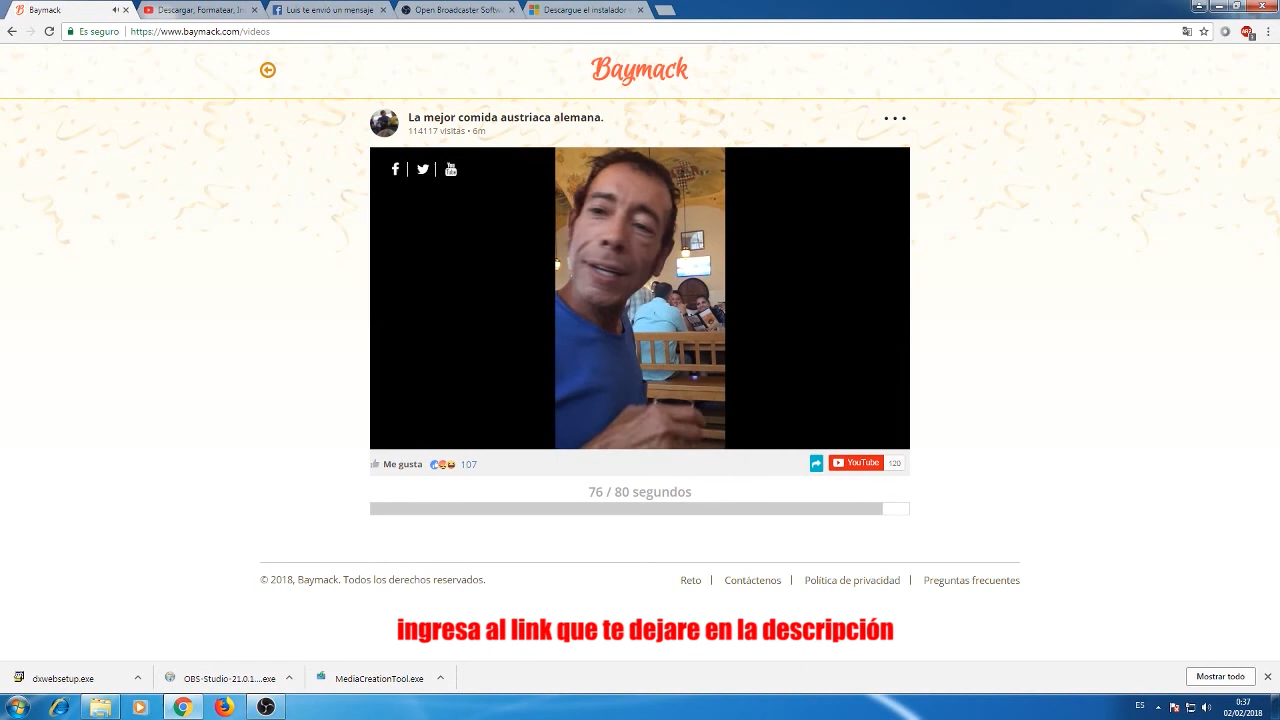 Baymack
Descargar, Formatear, In
Luis te envió un mensaje
Open Broadcaster Softw
Descargue el instalador
Es seguro | https://www.baymack.com/videos
Baymack
La mejor comida austriaca alemana.
114117 visitas • 6m
You
Me gusta
107
YouTube
120
76 / 80 segundos
© 2018, Baymack. Todos los derechos reservados.
Reto | Contáctenos | Política de privacidad | Preguntas frecuentes
ingresa al link que te dejare en la descripción
dxwebsetup.exe
OBS-Studio-21.0.1....exe
MediaCreationTool.exe
Mostrar todo
ES
0:37
02/02/2018